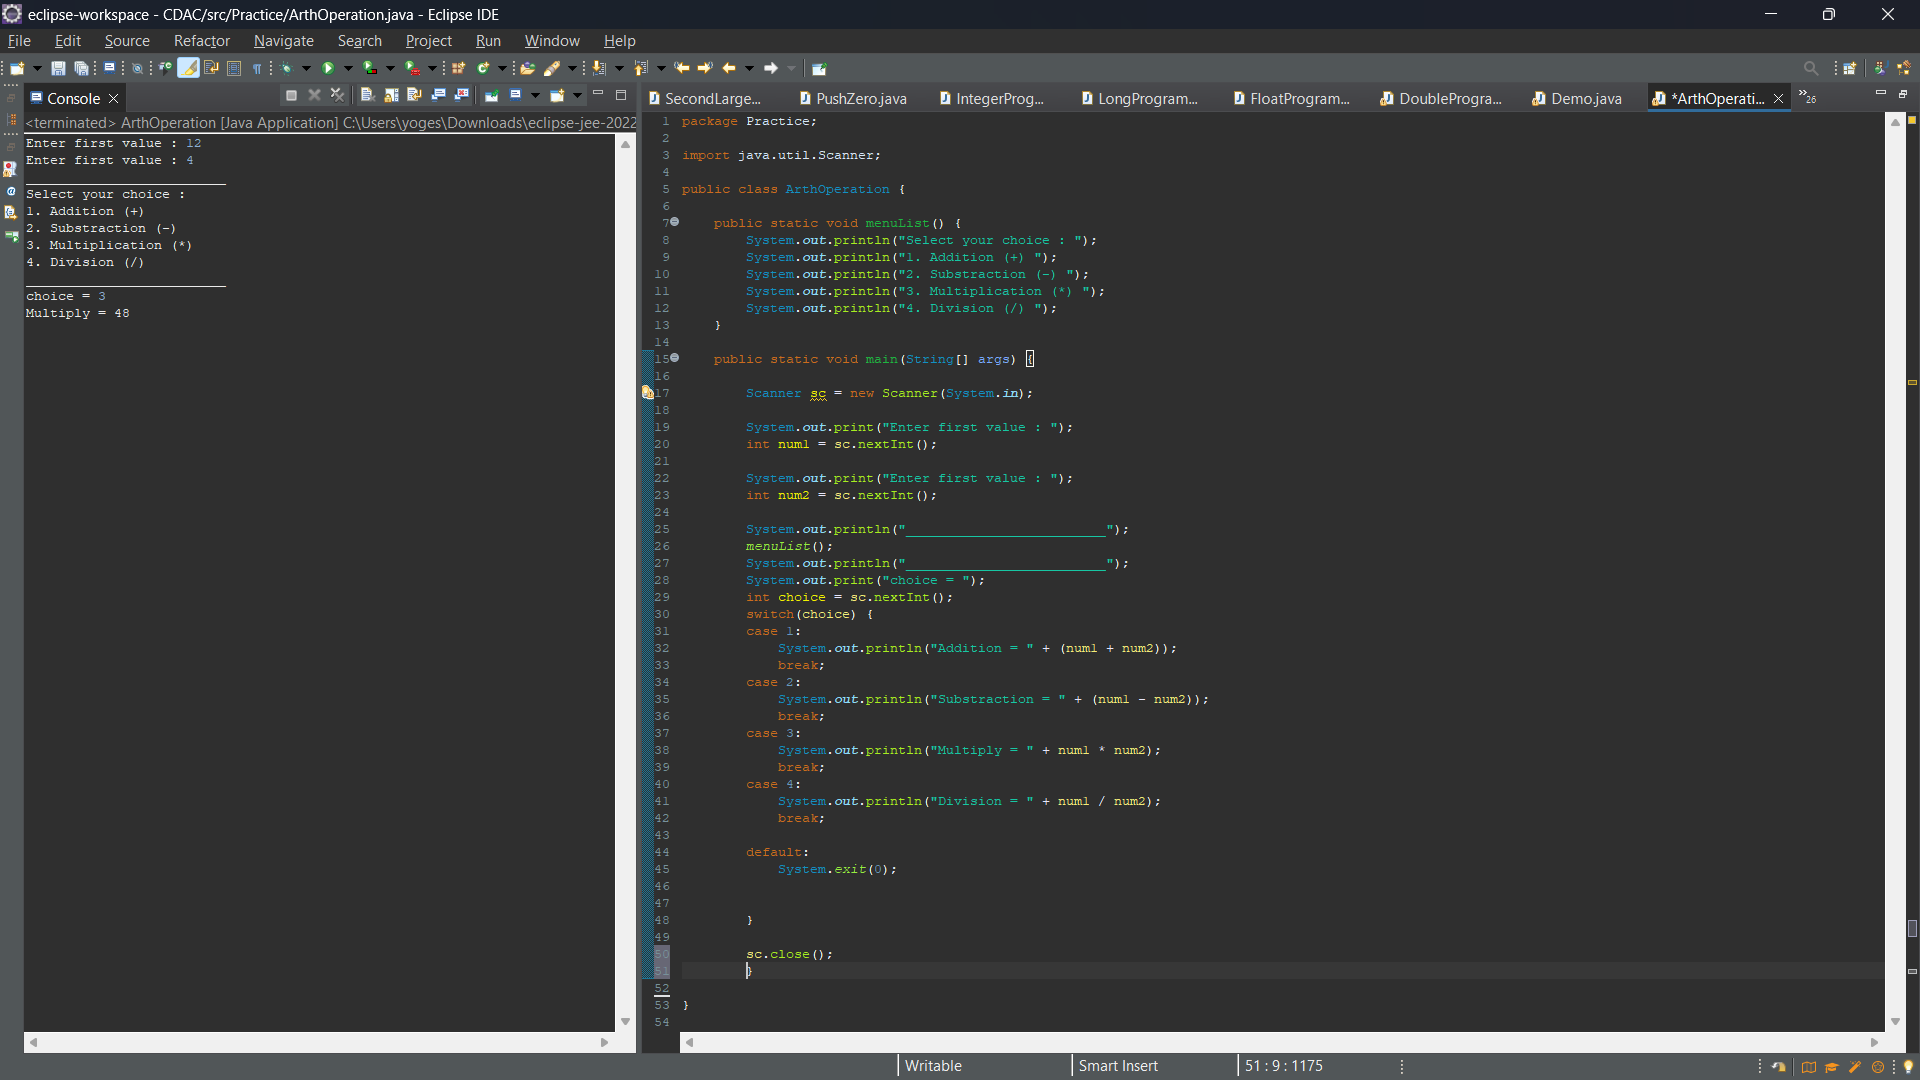 eclipse-workspace - CDAC/src/Practice/ArthOperation.java - Eclipse IDE
File Edit Source Refactor Navigate Search Project Run Window Help
Console
<terminated> ArthOperation [Java Application] C:\Users\yoges\Downloads\eclipse-jee-2022
Enter first value : 12
Enter first value : 4
_________________________
Select your choice :
1. Addition (+)
2. Substraction (-)
3. Multiplication (*)
4. Division (/)
_________________________
choice = 3
Multiply = 48
SecondLarge... PushZero.java IntegerProg... LongProgram... FloatProgram... DoubleProgra... Demo.java *ArthOperati... 26
1 package Practice;
2
3 import java.util.Scanner;
4
5 public class ArthOperation {
6
7 public static void menuList() {
8 System.out.println("Select your choice : ");
9 System.out.println("1. Addition (+) ");
10 System.out.println("2. Substraction (-) ");
11 System.out.println("3. Multiplication (*) ");
12 System.out.println("4. Division (/) ");
13 }
14
15 public static void main(String[] args) {
16
17 Scanner sc = new Scanner(System.in);
18
19 System.out.print("Enter first value : ");
20 int num1 = sc.nextInt();
21
22 System.out.print("Enter first value : ");
23 int num2 = sc.nextInt();
24
25 System.out.println("_________________________");
26 menuList();
27 System.out.println("_________________________");
28 System.out.print("choice = ");
29 int choice = sc.nextInt();
30 switch(choice) {
31 case 1:
32 System.out.println("Addition = " + (num1 + num2));
33 break;
34 case 2:
35 System.out.println("Substraction = " + (num1 - num2));
36 break;
37 case 3:
38 System.out.println("Multiply = " + num1 * num2);
39 break;
40 case 4:
41 System.out.println("Division = " + num1 / num2);
42 break;
43
44 default:
45 System.exit(0);
46
47
48 }
49
50 sc.close();
51 }
52
53 }
54
Writable Smart Insert 51 : 9 : 1175